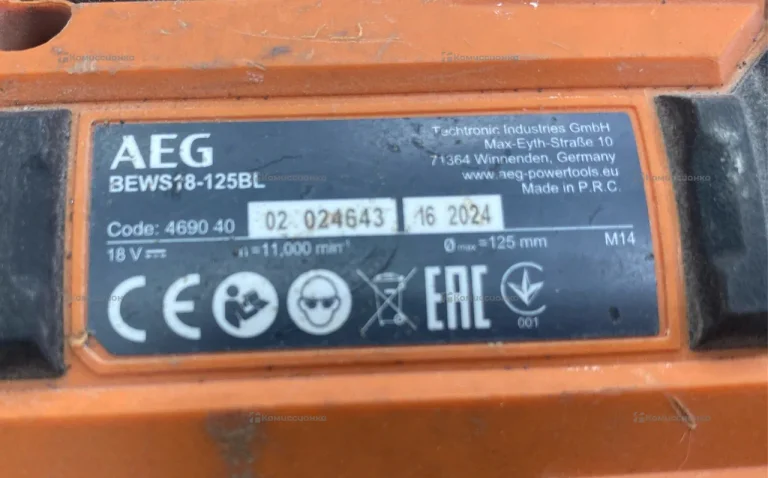 AEG
BEWS18-125BL
Techtronic Industries GmbH
Max-Eyth-Straße 10
71364 Winnenden, Germany
www.aeg-powertools.eu
Made in P.R.C.
Code: 4690 40 02 024643 16 2024
18 V n=11,000 min⁻¹ Ø max =125 mm M14
CE EAC
001
Комиссионко